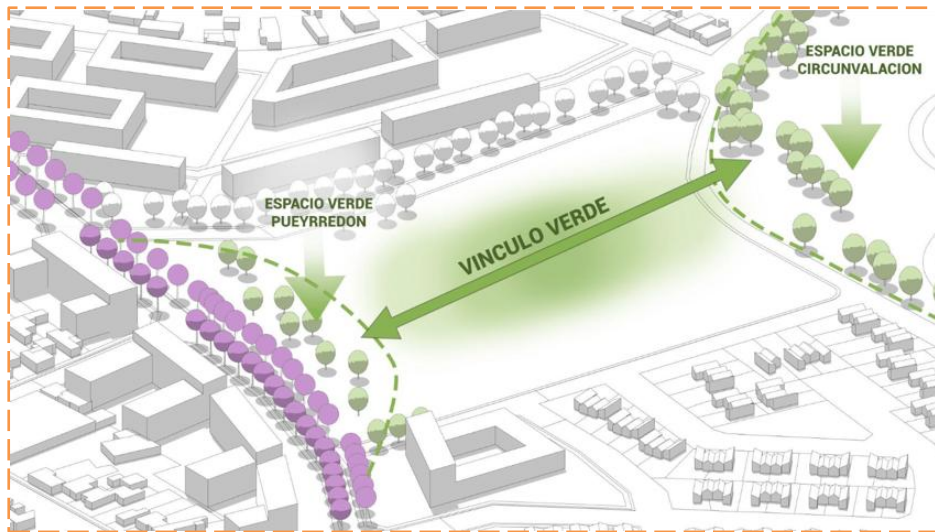 ESPACIO VERDE
CIRCUNVALACION
ESPACIO VERDE
PUEYRREDON
VINCULO VERDE